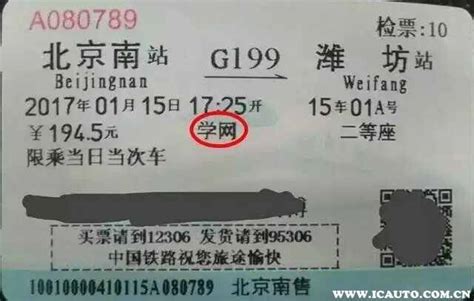 A080789 检票:10
北京南站 G199 潍坊站
Beijingnan Weifang
2017年01月15日17:25开 15车01A号
￥194.5元 学网 二等座
限乘当日当次车
买票请到12306 发货请到95306
中国铁路祝您旅途愉快
10010000410115A080789 北京南售
www.icauto.com.cn